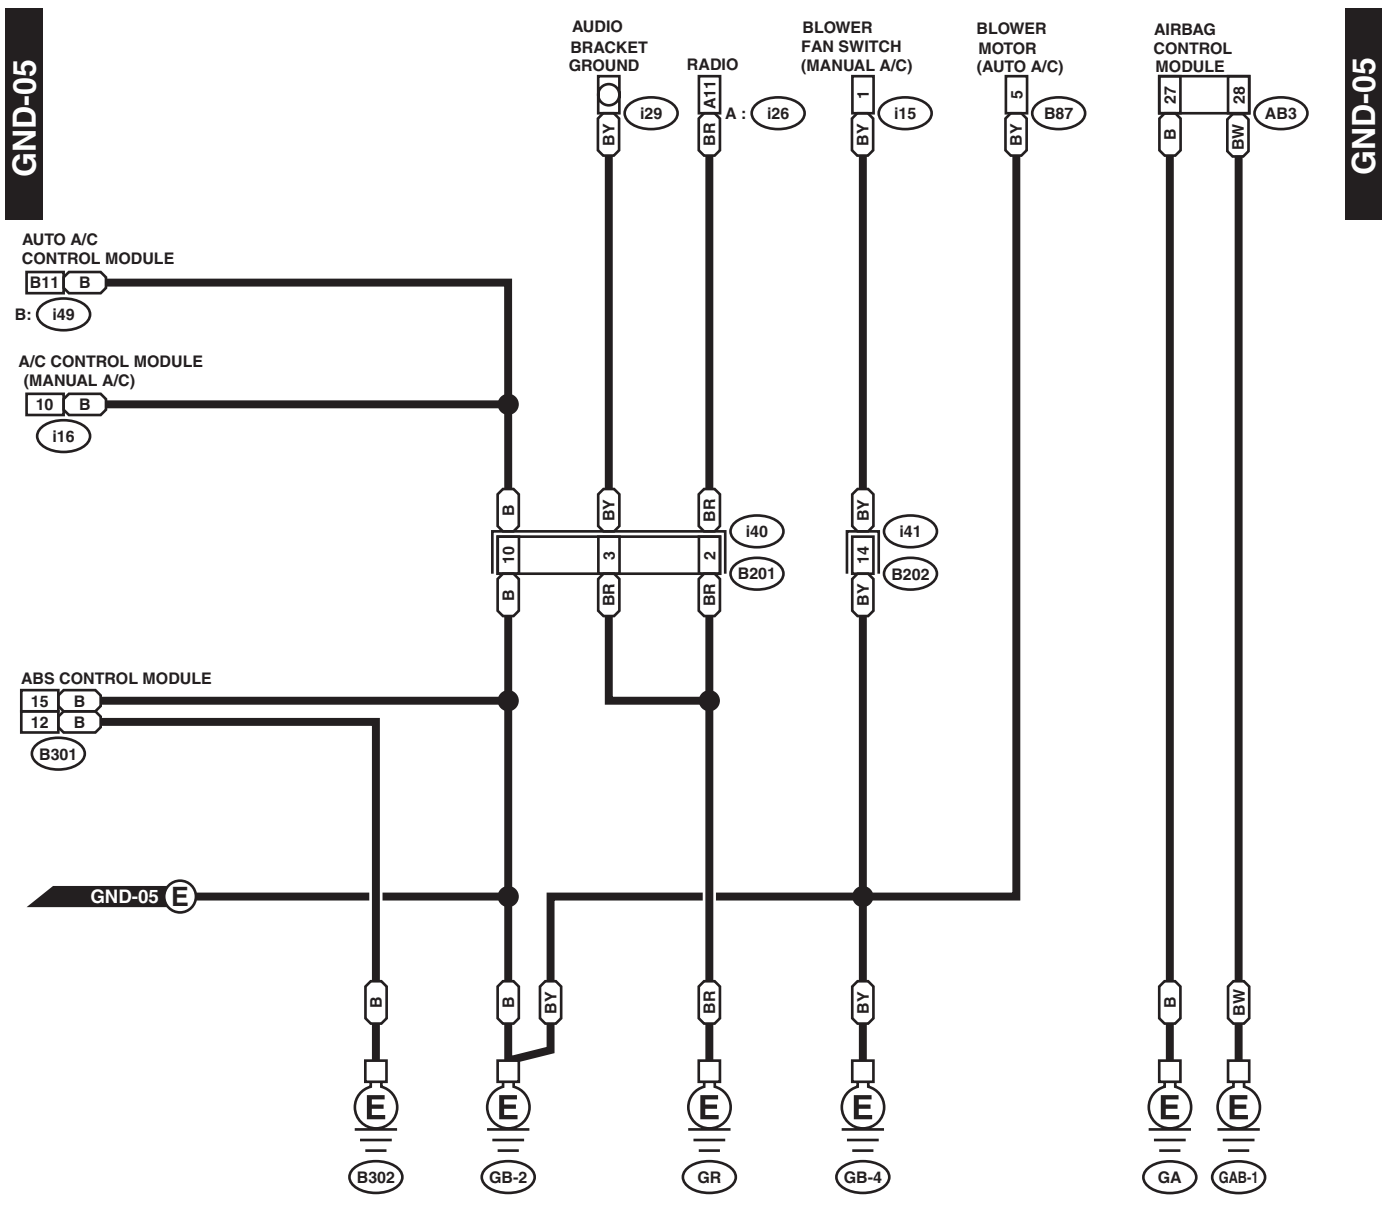 GND-05
GND-05
AUDIO
BRACKET
GROUND
BY
i29
RADIO
A11
BR
A : i26
BLOWER
FAN SWITCH
(MANUAL A/C)
1
BY
i15
BLOWER
MOTOR
(AUTO A/C)
5
BY
B87
AIRBAG
CONTROL
MODULE
27
28
B
BW
AB3
AUTO A/C
CONTROL MODULE
B11 B
B: i49
A/C CONTROL MODULE
(MANUAL A/C)
10 B
i16
B
BY
BR
i40
10
3
2
B201
B
BR
BR
BY
i41
14
B202
BY
ABS CONTROL MODULE
15 B
12 B
B301
GND-05 E
B
B
BY
BR
BY
B
BW
E
E
E
E
E
E
B302
GB-2
GR
GB-4
GA
GAB-1